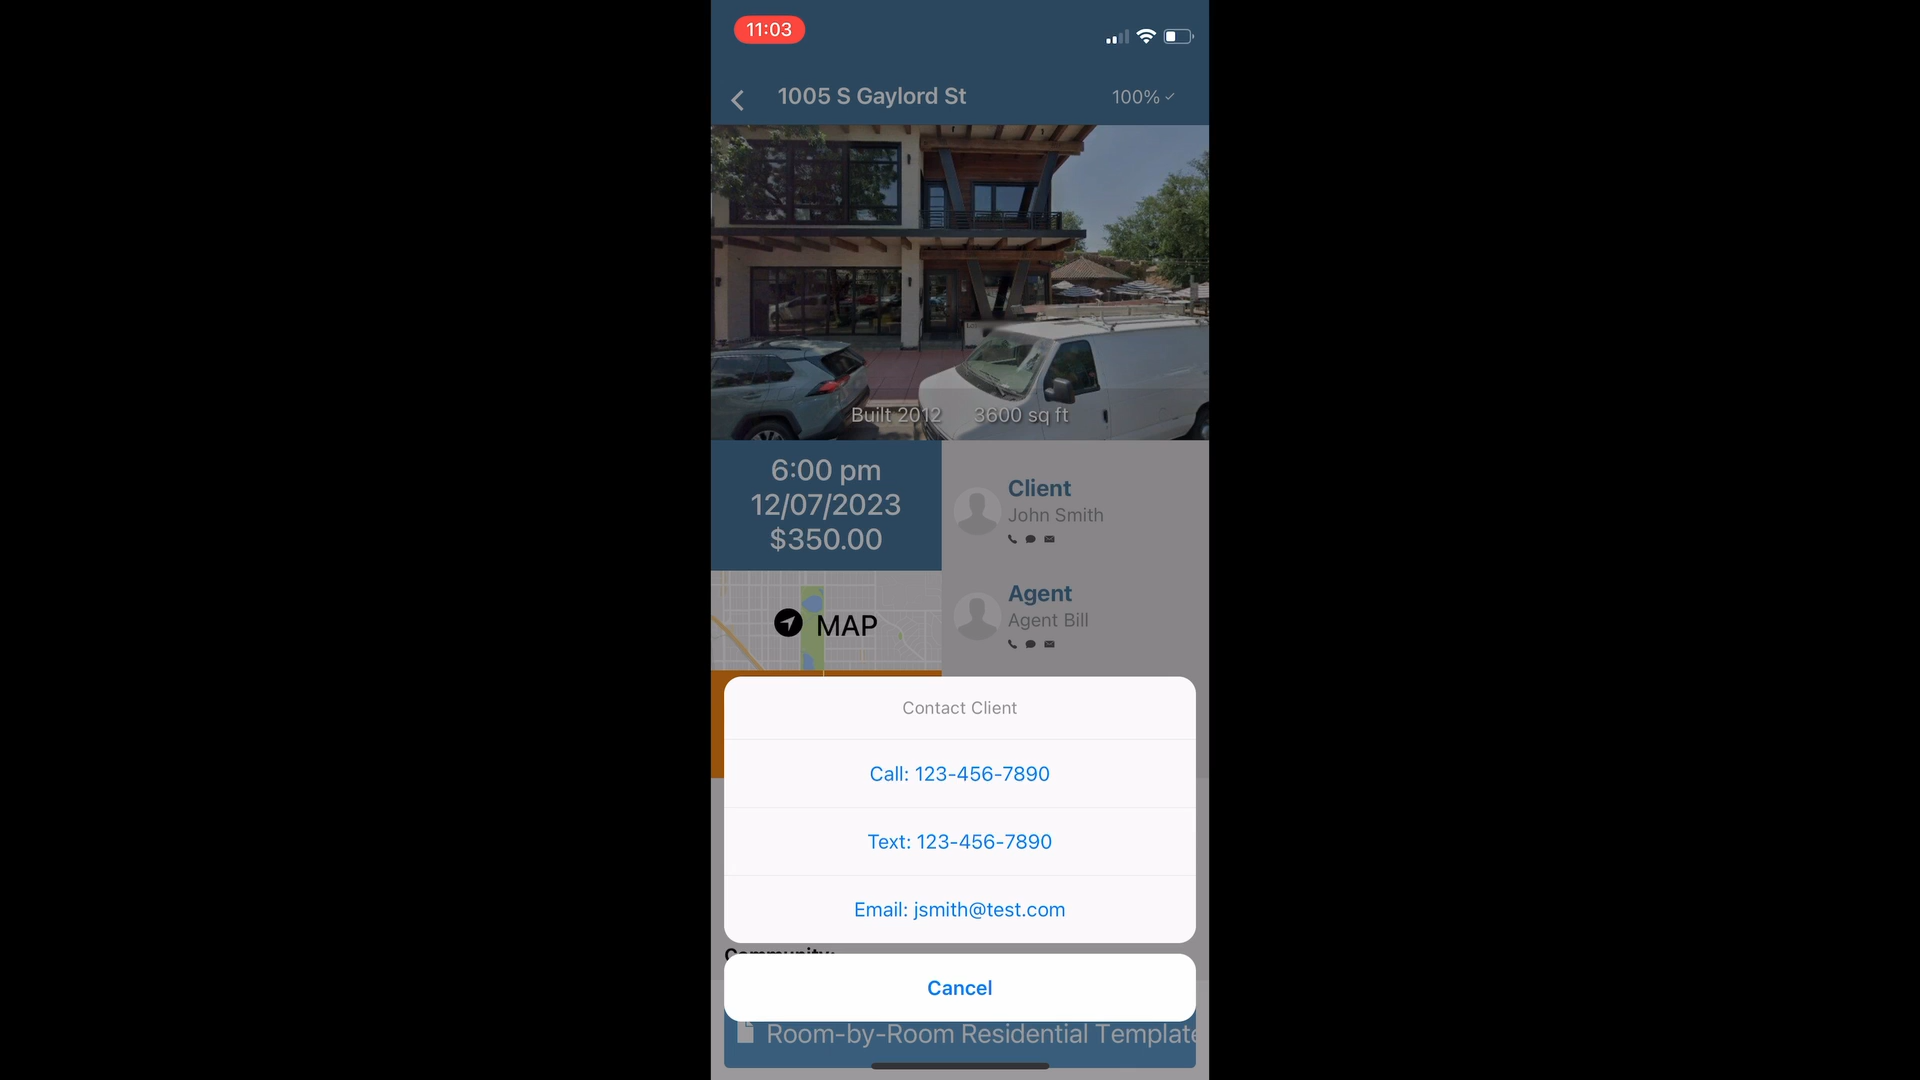 11:03
1005 S Gaylord St
100%
Built 2012 3600 sq ft
6:00 pm
12/07/2023
$350.00
Client
John Smith
MAP
Agent
Agent Bill
Contact Client
Call: 123-456-7890
Text: 123-456-7890
Email: jsmith@test.com
Community:
Cancel
Room-by-Room Residential Template